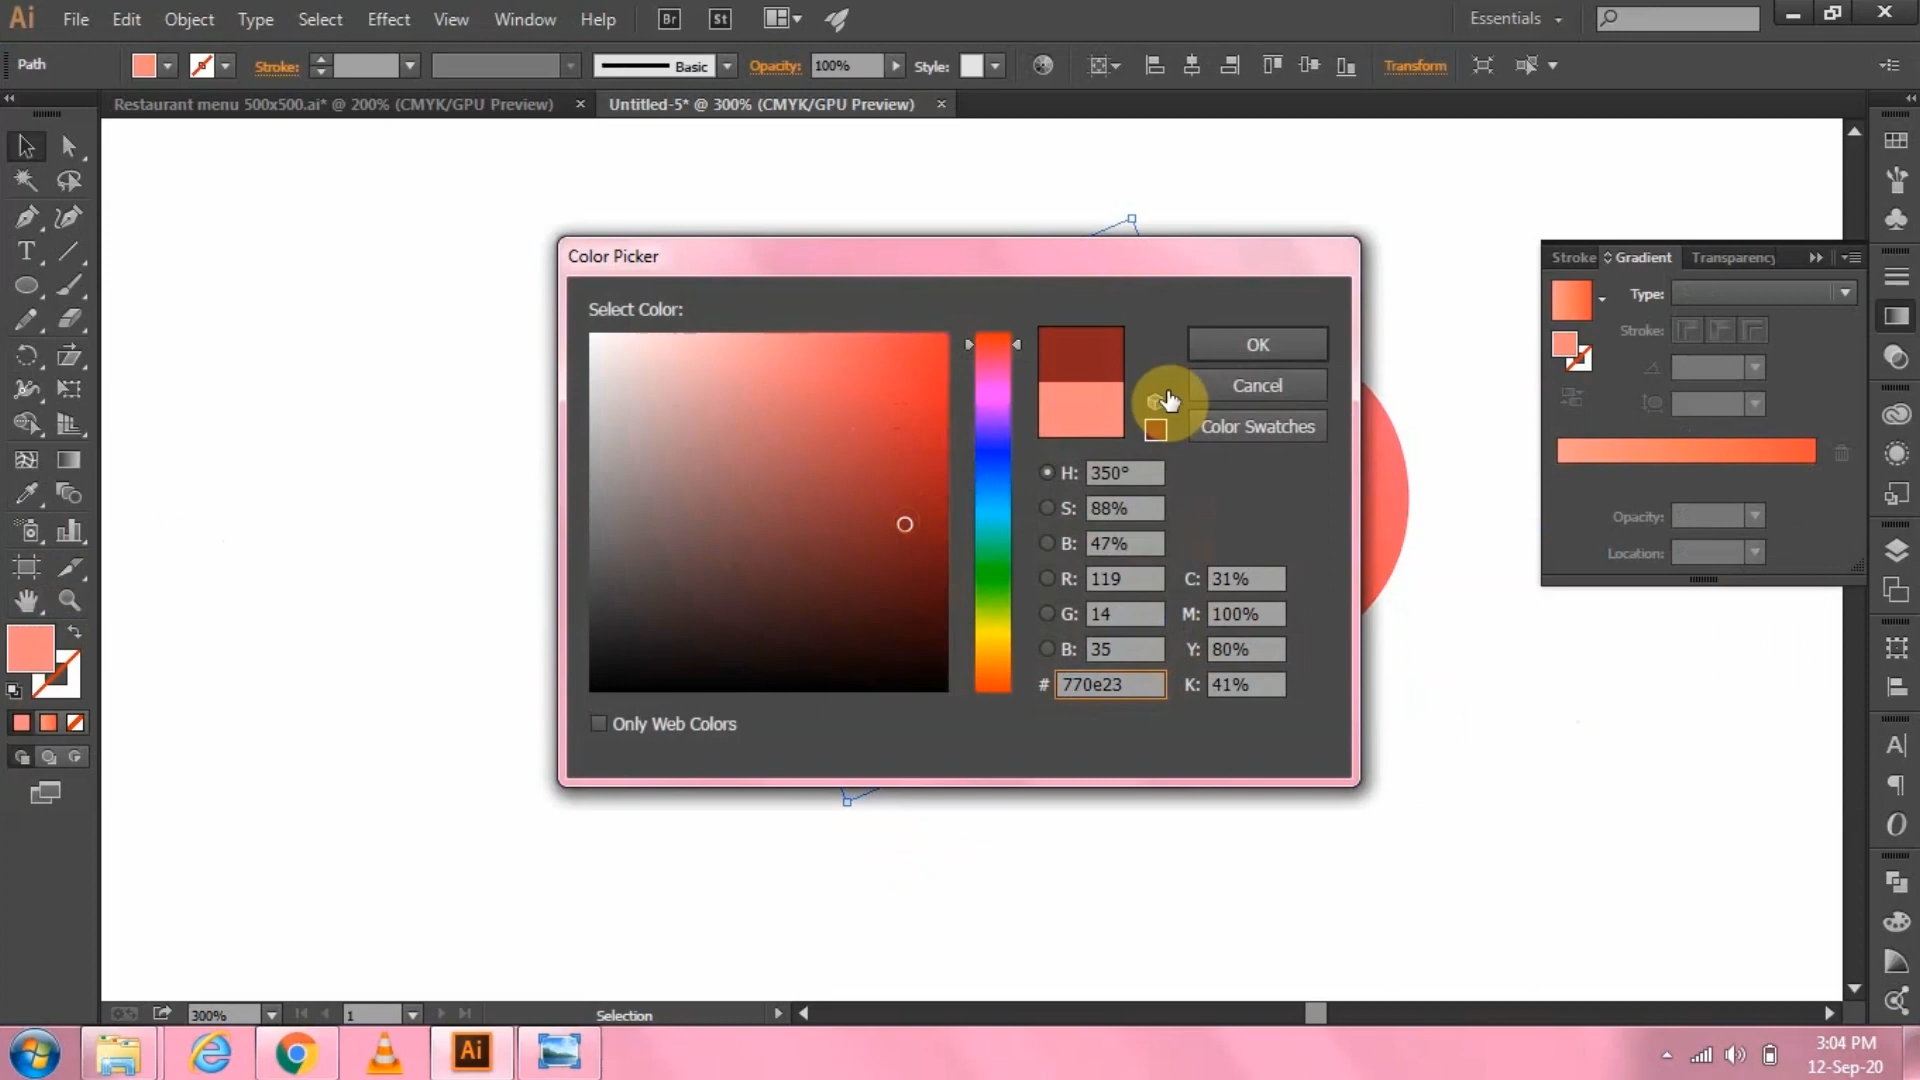 Ai File Edit Object Type Select Effect View Window Help Br St Essentials
Path Stroke: Basic Opacity: 100% Style: Transform
Restaurant menu 500x500.ai* @ 200% (CMYK/GPU Preview) × Untitled-5* @ 300% (CMYK/GPU Preview) ×
Color Picker
Select Color:
OK
Cancel
Color Swatches
H: 350°
S: 88%
B: 47%
R: 119 C: 31%
G: 14 M: 100%
B: 35 Y: 80%
# 770e23 K: 41%
Only Web Colors
Stroke Gradient Transparency
Type:
Stroke:
Opacity:
Location:
300% 1 Selection
Ai
3:04 PM
12-Sep-20